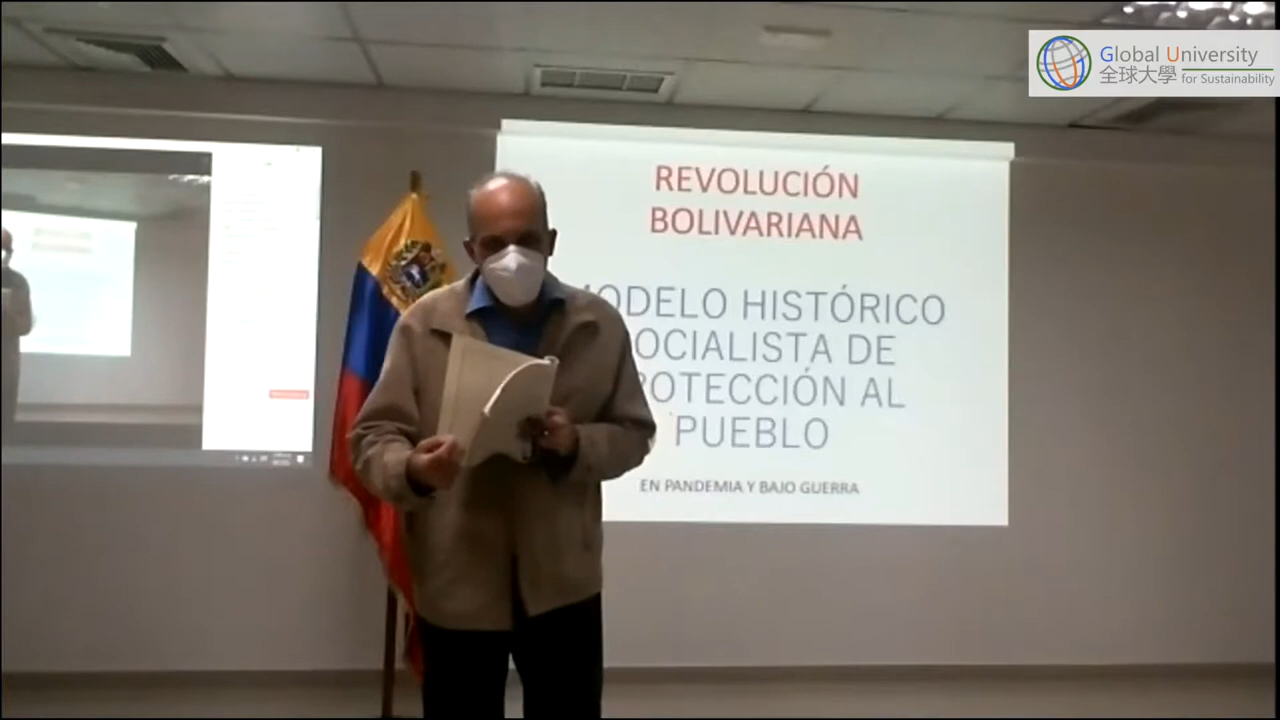 Global University
全球大學 for Sustainability
REVOLUCIÓN
BOLIVARIANA
ODELO HISTÓRICO
OCIALISTA DE
OTECCIÓN AL
PUEBLO
EN PANDEMIA Y BAJO GUERRA